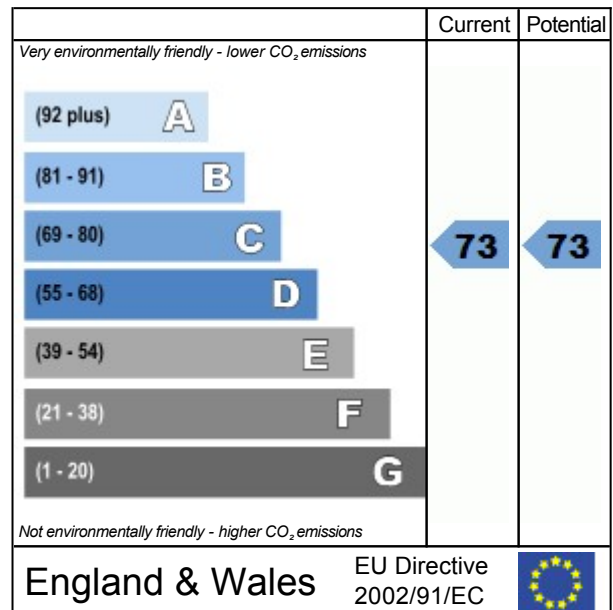 Current Potential
Very environmentally friendly - lower CO₂ emissions
(92 plus) A
(81 - 91) B
(69 - 80) C
73 73
(55 - 68) D
(39 - 54) E
(21 - 38) F
(1 - 20) G
Not environmentally friendly - higher CO₂ emissions
England & Wales
EU Directive
2002/91/EC